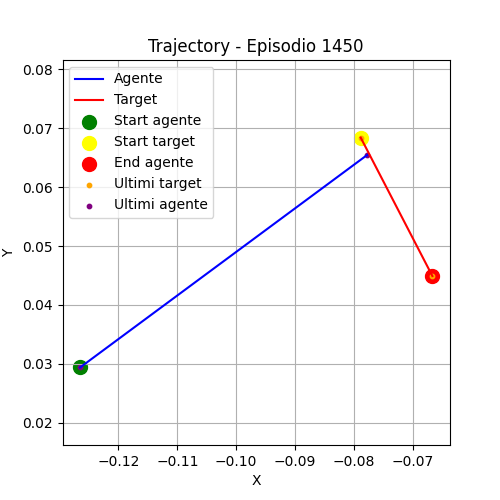 Trajectory - Episodio 1450
0.08
0.07
0.06
0.05
0.04
0.03
0.02
Y
Agente
Target
Start agente
Start target
End agente
Ultimi target
Ultimi agente
−0.12 −0.11 −0.10 −0.09 −0.08 −0.07
X